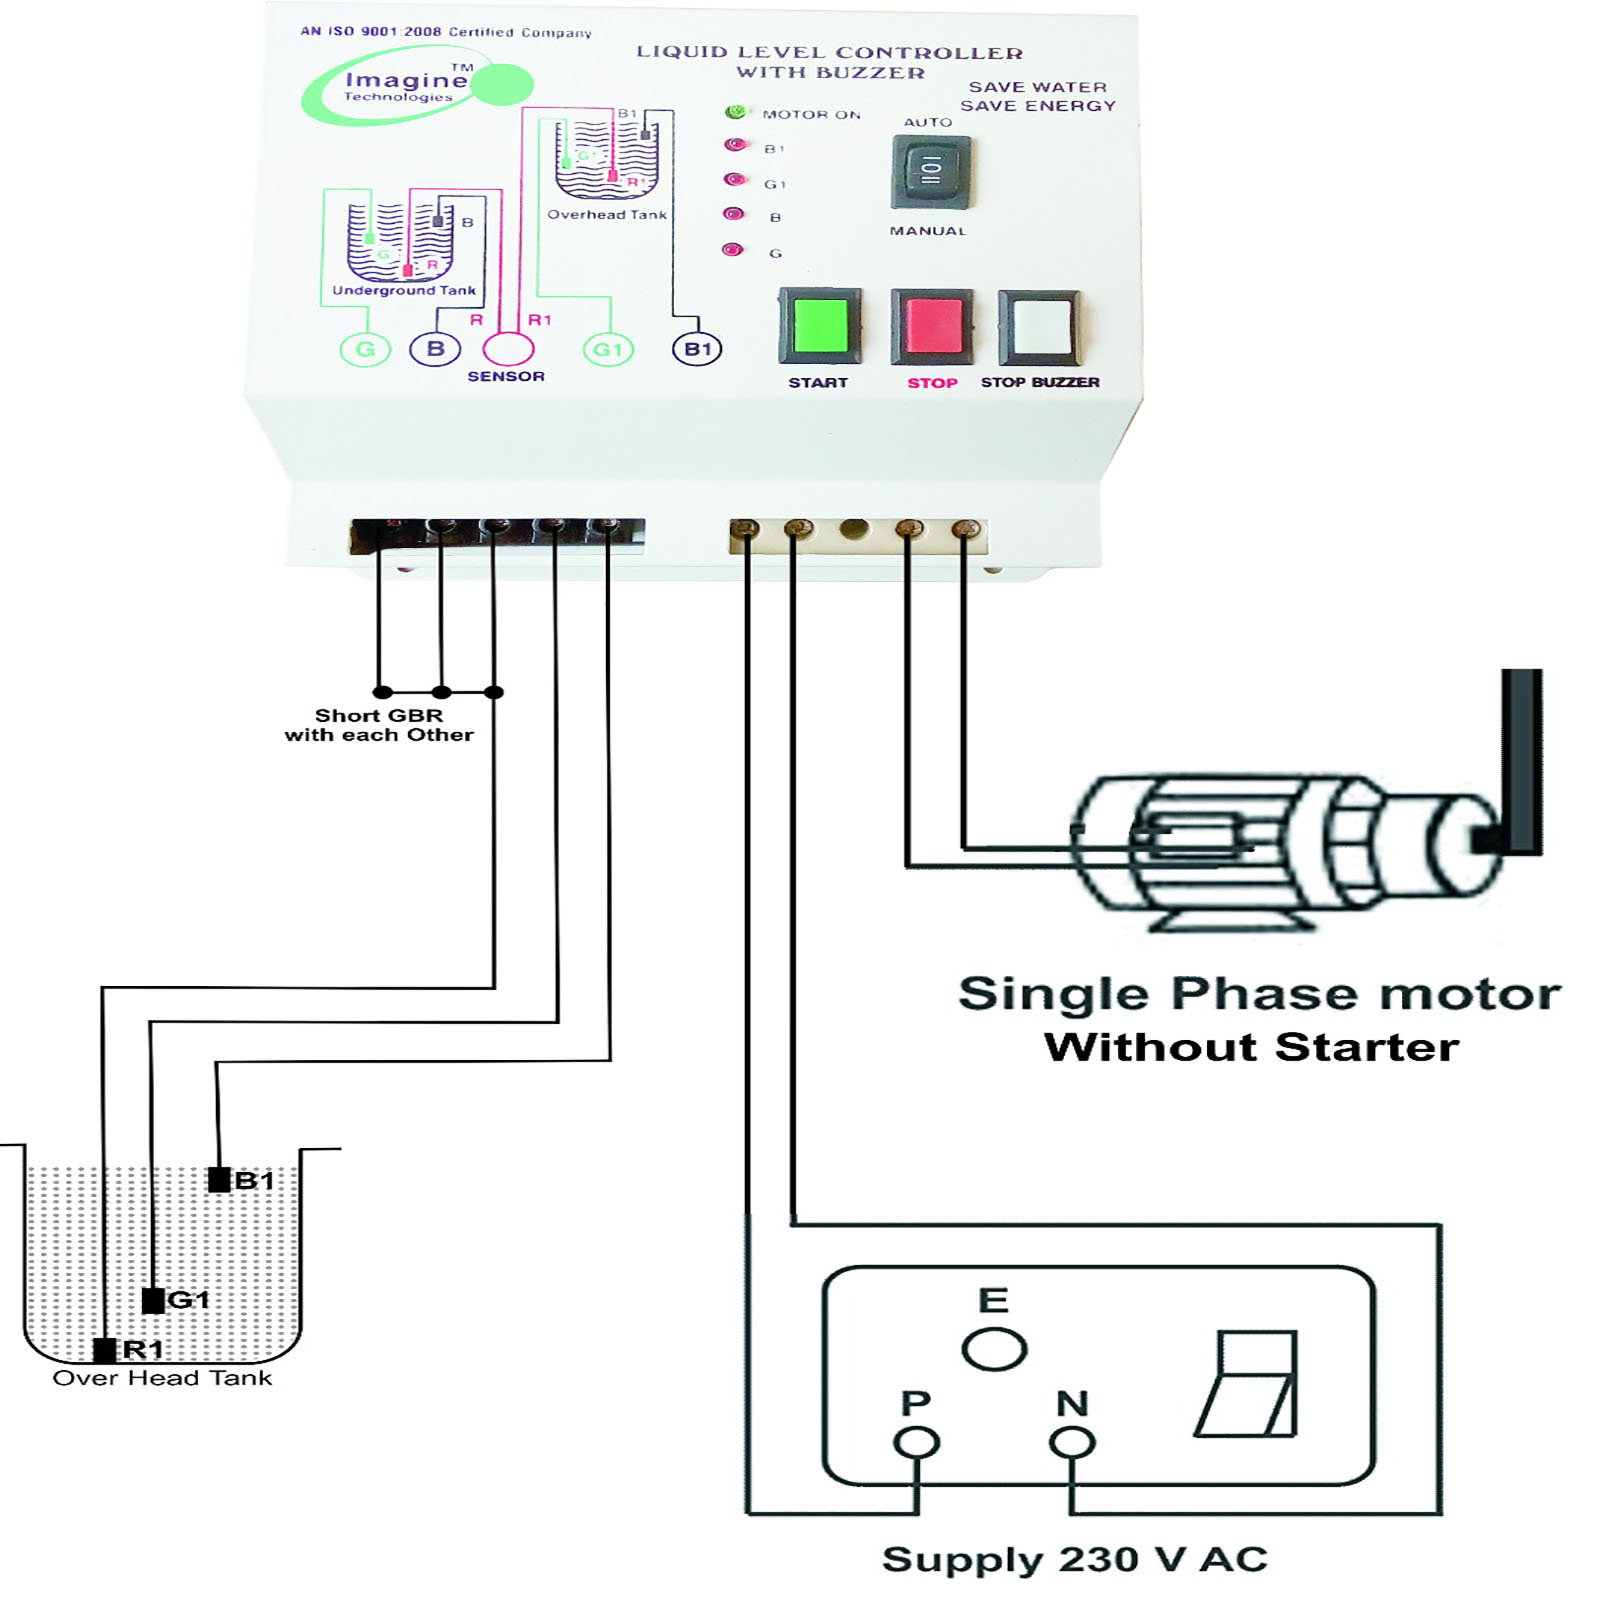 AN ISO 9001:2008 Certified Company
Imagine TM
Technologies
LIQUID LEVEL CONTROLLER
WITH BUZZER
SAVE WATER
SAVE ENERGY
MOTOR ON
B1
G1
B
G
AUTO
MANUAL
B1
G1
R1
Overhead Tank
B
G
R
Underground Tank
R
R1
G
B
SENSOR
G1
B1
START
STOP
STOP BUZZER
Short GBR
with each Other
Single Phase motor
Without Starter
B1
G1
R1
Over Head Tank
E
P
N
Supply 230 V AC